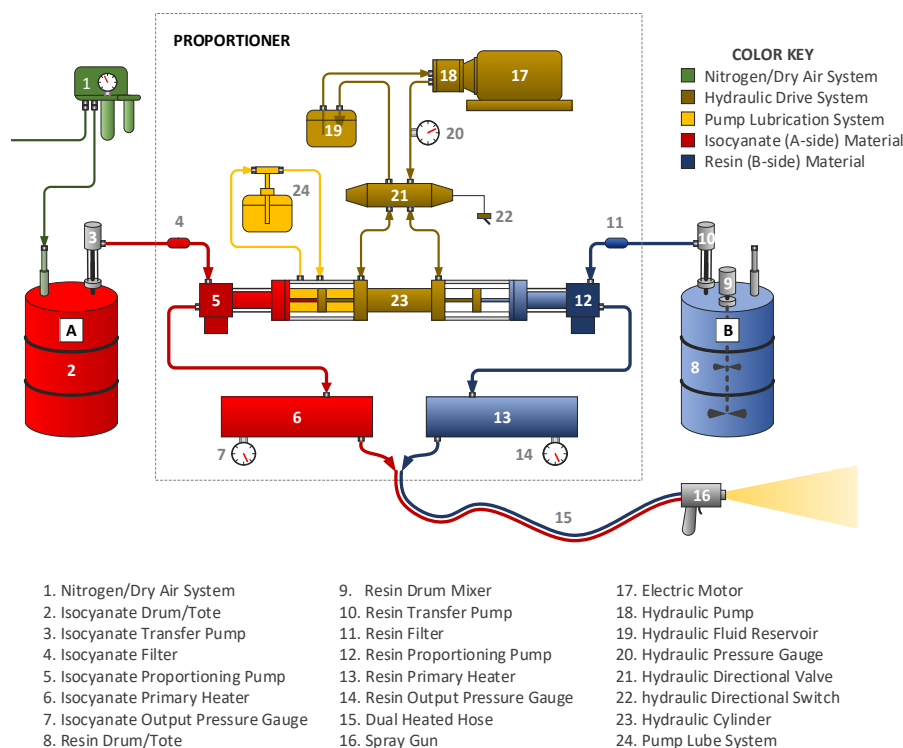 PROPORTIONER
COLOR KEY
Nitrogen/Dry Air System
Hydraulic Drive System
Pump Lubrication System
Isocyanate (A-side) Material
Resin (B-side) Material
1
18
17
19
20
24
21
22
3
4
11
10
9
5
23
12
A
B
2
8
6
13
7
14
15
16
1. Nitrogen/Dry Air System
2. Isocyanate Drum/Tote
3. Isocyanate Transfer Pump
4. Isocyanate Filter
5. Isocyanate Proportioning Pump
6. Isocyanate Primary Heater
7. Isocyanate Output Pressure Gauge
8. Resin Drum/Tote
9. Resin Drum Mixer
10. Resin Transfer Pump
11. Resin Filter
12. Resin Proportioning Pump
13. Resin Primary Heater
14. Resin Output Pressure Gauge
15. Dual Heated Hose
16. Spray Gun
17. Electric Motor
18. Hydraulic Pump
19. Hydraulic Fluid Reservoir
20. Hydraulic Pressure Gauge
21. Hydraulic Directional Valve
22. hydraulic Directional Switch
23. Hydraulic Cylinder
24. Pump Lube System